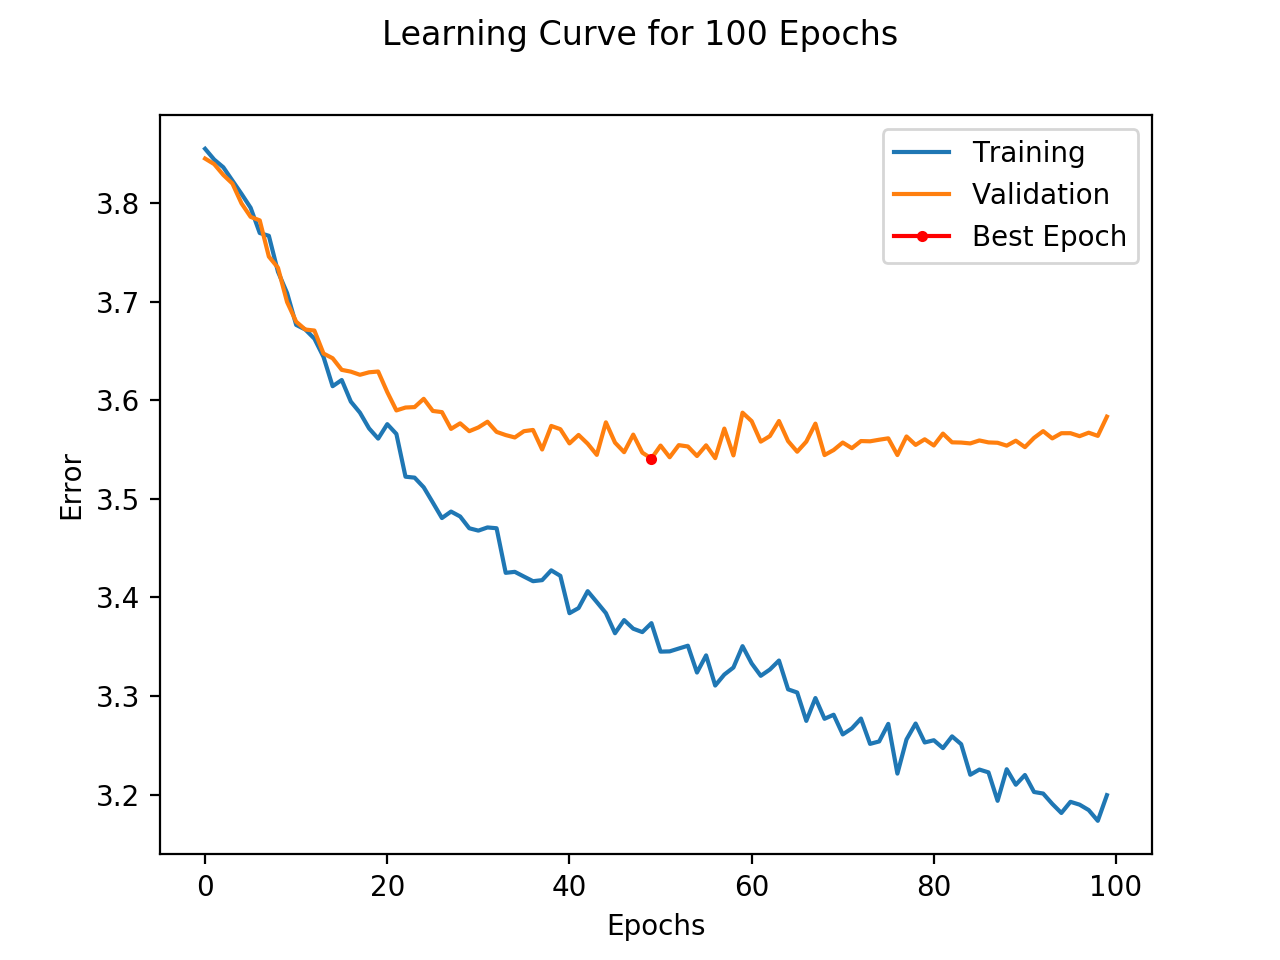 Learning Curve for 100 Epochs
Training
Validation
Best Epoch
3.8
3.7
3.6
3.5
3.4
3.3
3.2
Error
0 20 40 60 80 100
Epochs